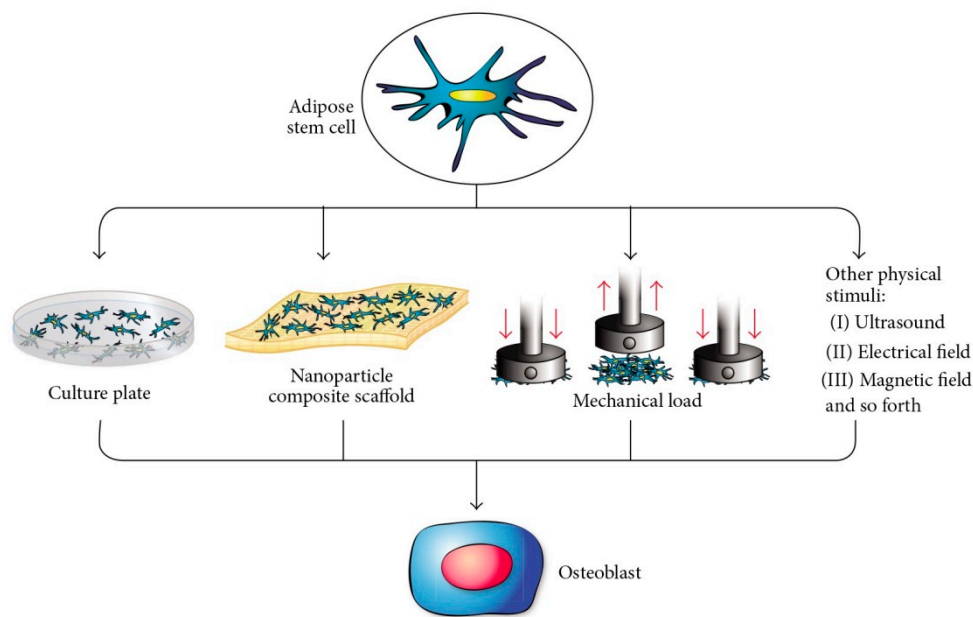 Adipose
stem cell
Culture plate
Nanoparticle
composite scaffold
Mechanical load
Other physical
stimuli:
(I) Ultrasound
(II) Electrical field
(III) Magnetic field
and so forth
Osteoblast